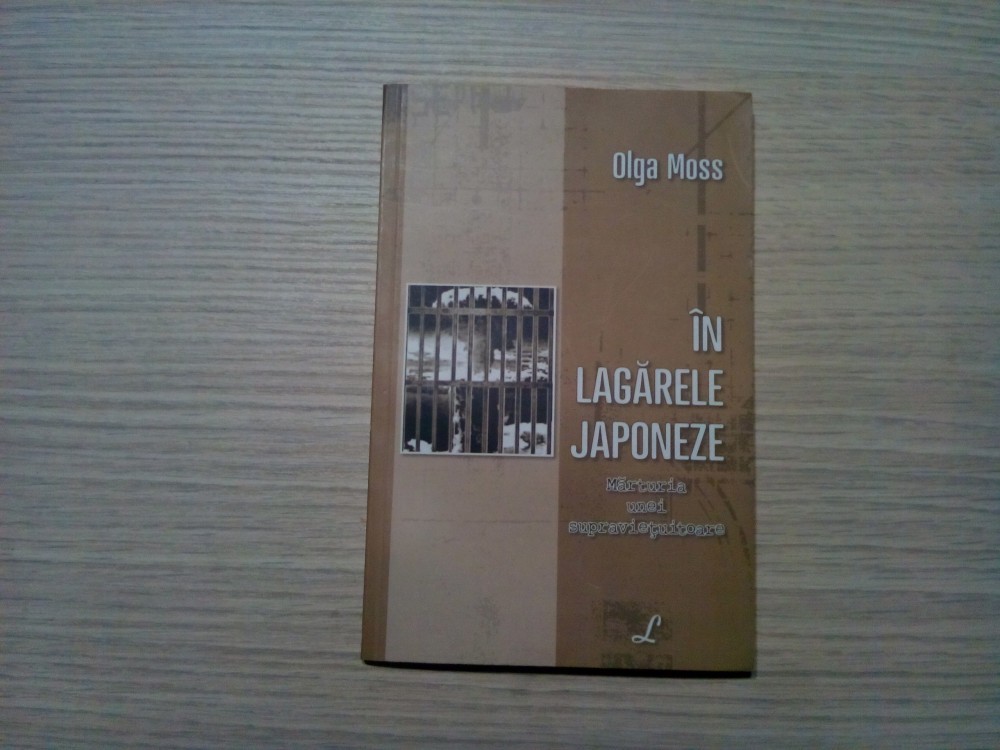 Olga Moss
ÎN
LAGĂRELE
JAPONEZE
Mărturia
unei
supraviețuitoare
L